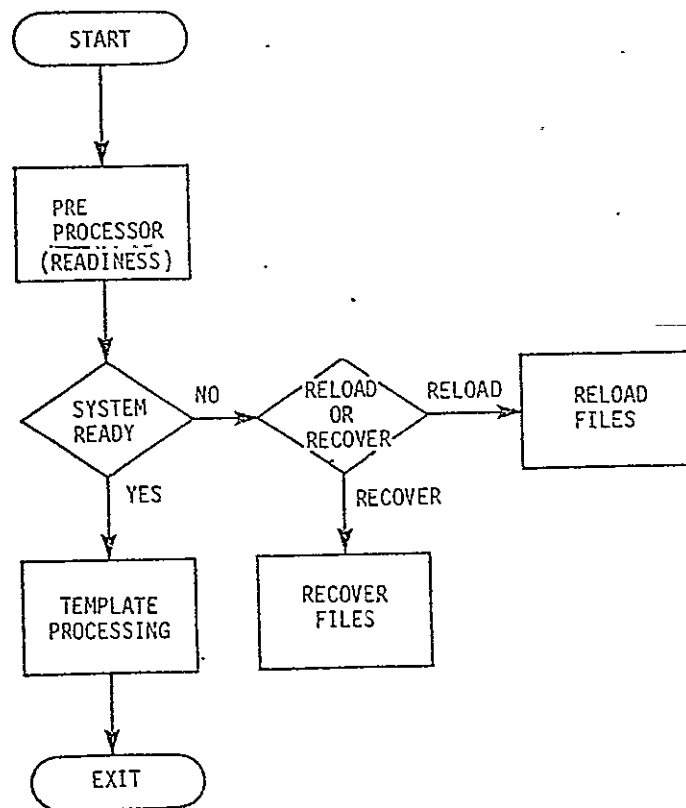 START
PRE
PROCESSOR
(READINESS)
SYSTEM
READY
NO
RELOAD
OR
RECOVER
RELOAD
RELOAD
FILES
YES
RECOVER
TEMPLATE
PROCESSING
RECOVER
FILES
EXIT